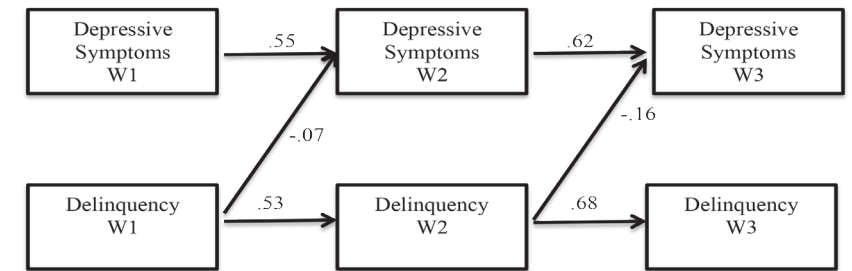 Depressive
Symptoms
W1
.55
Depressive
Symptoms
W2
.62
Depressive
Symptoms
W3
-.07
-.16
Delinquency
W1
.53
Delinquency
W2
.68
Delinquency
W3